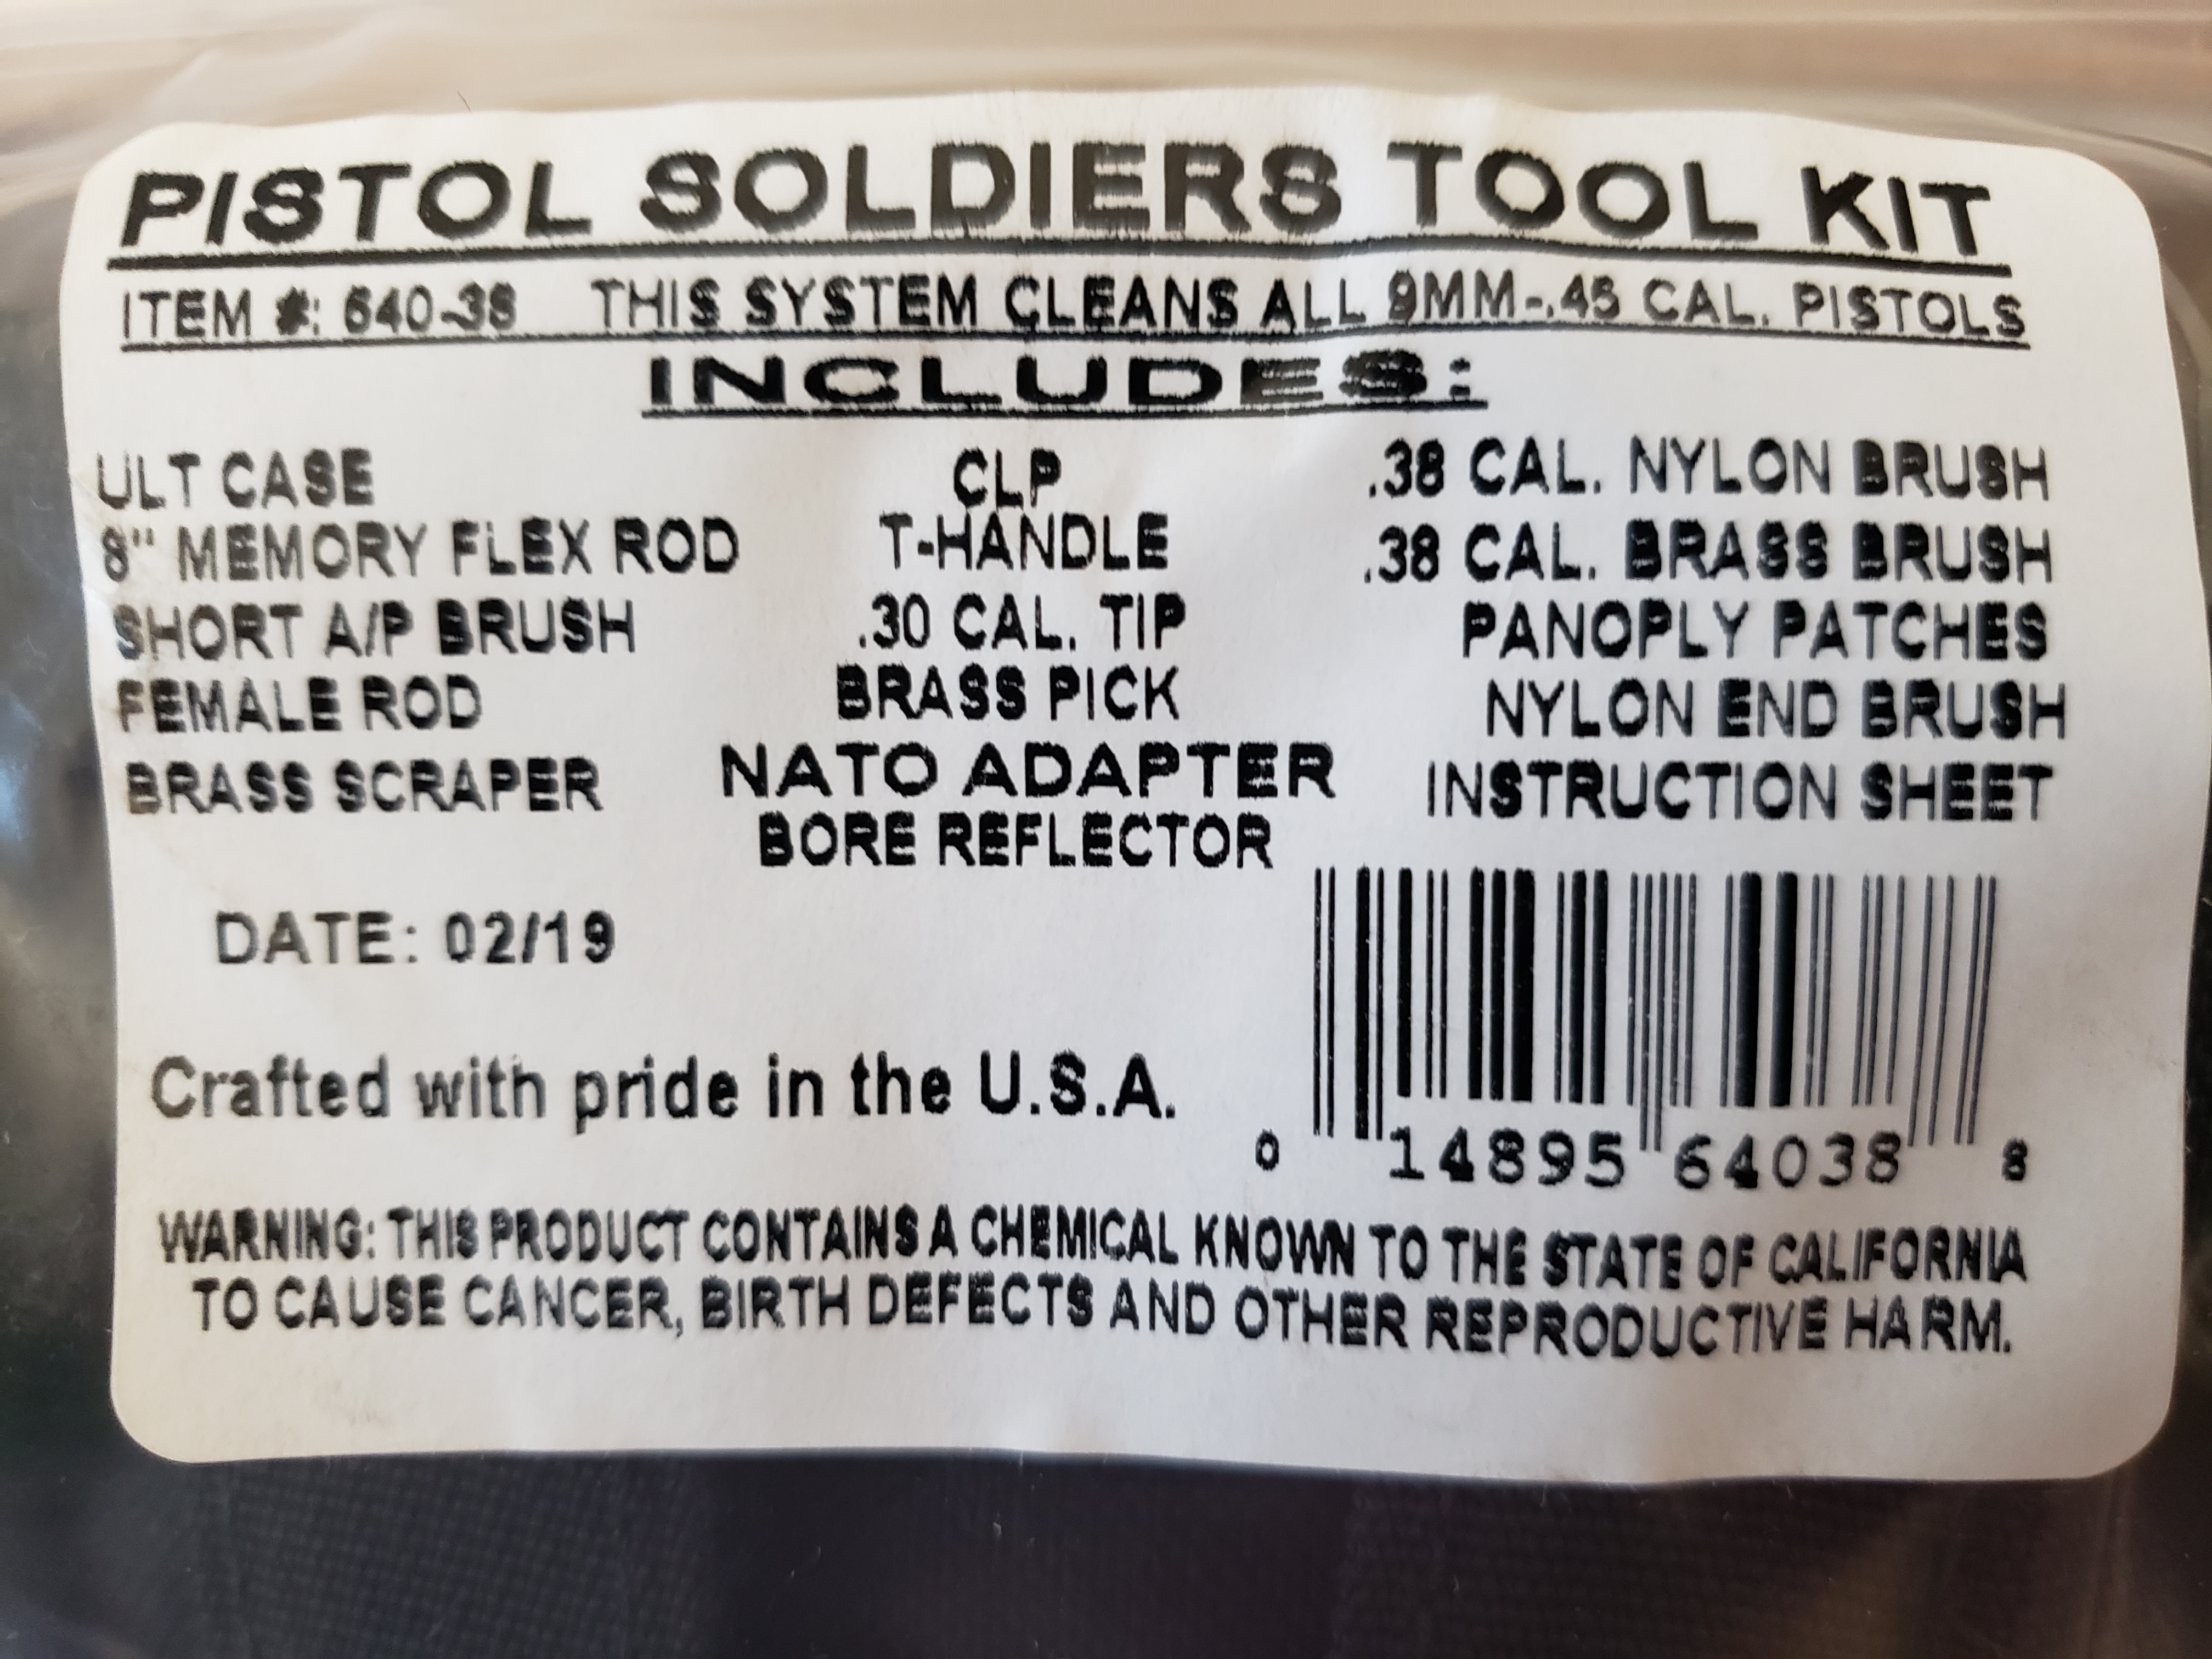 PISTOL SOLDIERS TOOL KIT
ITEM #: 640-38 THIS SYSTEM CLEANS ALL 9MM-.45 CAL. PISTOLS
INCLUDES:
ULT CASE
8" MEMORY FLEX ROD
SHORT A/P BRUSH
FEMALE ROD
BRASS SCRAPER
CLP
T-HANDLE
.30 CAL. TIP
BRASS PICK
NATO ADAPTER
BORE REFLECTOR
.38 CAL. NYLON BRUSH
.38 CAL. BRASS BRUSH
PANOPLY PATCHES
NYLON END BRUSH
INSTRUCTION SHEET
DATE: 02/19
Crafted with pride in the U.S.A.
0 14895 64038 8
WARNING: THIS PRODUCT CONTAINS A CHEMICAL KNOWN TO THE STATE OF CALIFORNIA
TO CAUSE CANCER, BIRTH DEFECTS AND OTHER REPRODUCTIVE HARM.